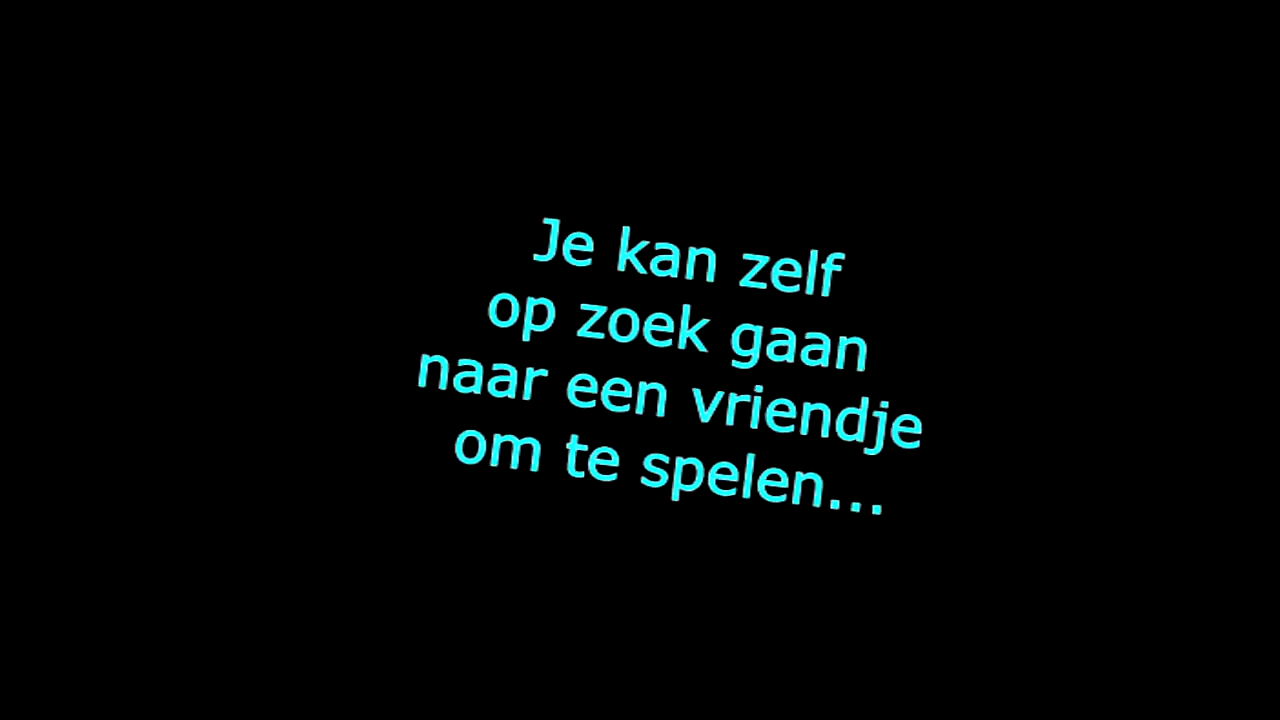 Je kan zelf
op zoek gaan
naar een vriendje
om te spelen...